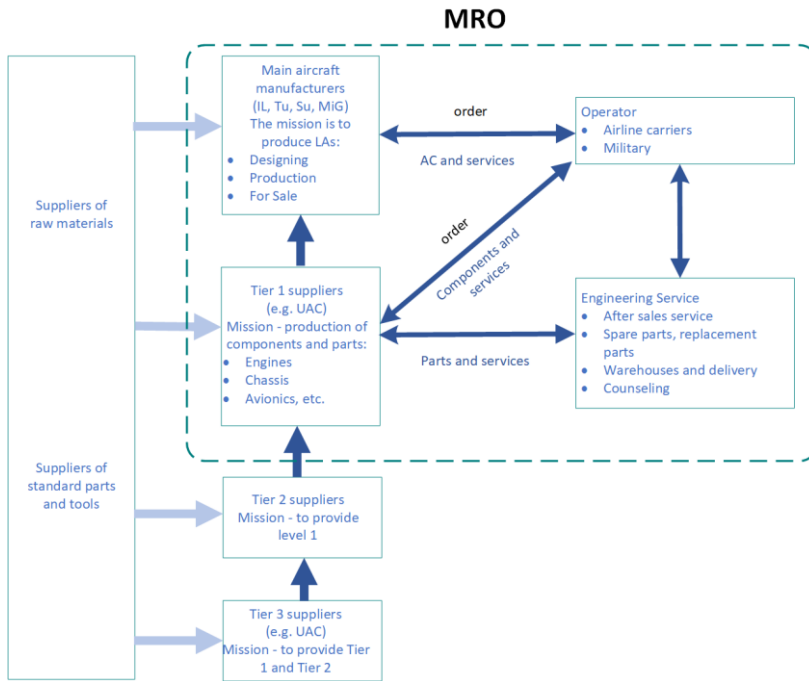 MRO
Suppliers of
raw materials
Suppliers of
standard parts
and tools
Main aircraft
manufacturers
(IL, Tu, Su, MiG)
The mission is to
produce LAs:
• Designing
• Production
• For Sale
order
AC and services
Operator
• Airline carriers
• Military
order
Components and
services
Tier 1 suppliers
(e.g. UAC)
Mission - production of
components and parts:
• Engines
• Chassis
• Avionics, etc.
Parts and services
Engineering Service
• After sales service
• Spare parts, replacement
parts
• Warehouses and delivery
• Counseling
Tier 2 suppliers
Mission - to provide
level 1
Tier 3 suppliers
(e.g. UAC)
Mission - to provide Tier
1 and Tier 2